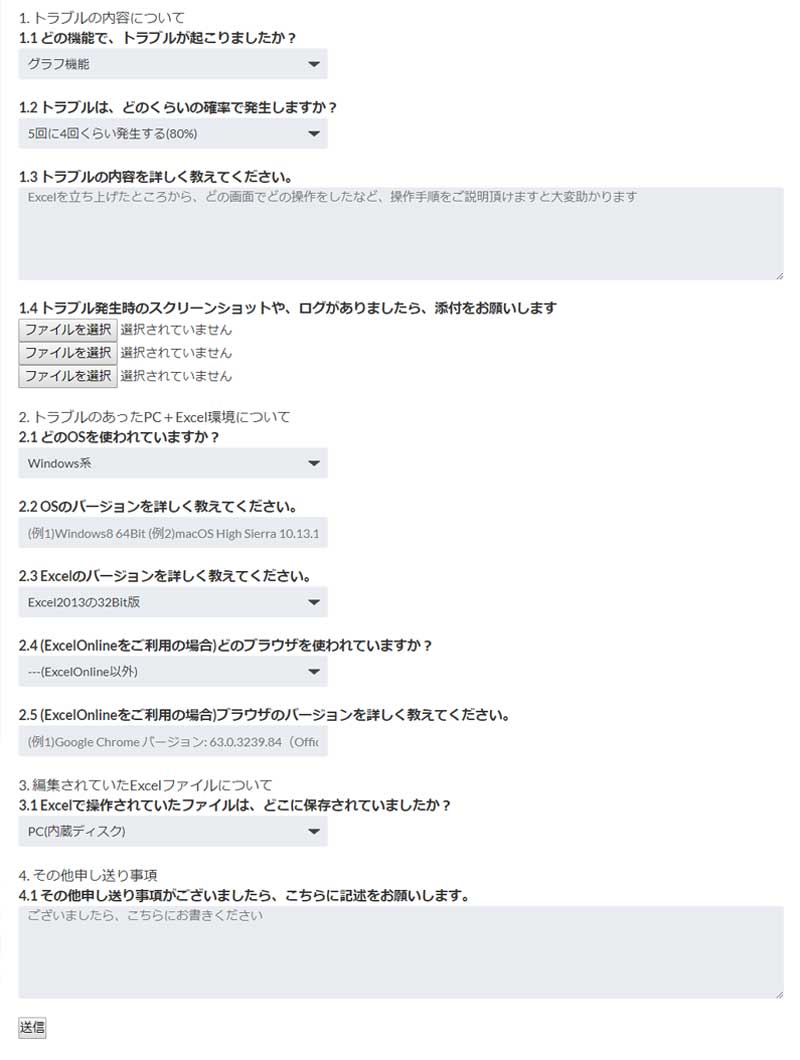 1. トラブルの内容について
1.1 どの機能で、トラブルが起こりましたか？
グラフ機能
1.2 トラブルは、どのくらいの確率で発生しますか？
5回に4回くらい発生する(80%)
1.3 トラブルの内容を詳しく教えてください。
Excelを立ち上げたところから、どの画面でどの操作をしたなど、操作手順をご説明頂けますと大変助かります
1.4 トラブル発生時のスクリーンショットや、ログがありましたら、添付をお願いします
ファイルを選択 選択されていません
ファイルを選択 選択されていません
ファイルを選択 選択されていません
2. トラブルのあったPC＋Excel環境について
2.1 どのOSを使われていますか？
Windows系
2.2 OSのバージョンを詳しく教えてください。
(例1)Windows8 64Bit (例2)macOS High Sierra 10.13.1
2.3 Excelのバージョンを詳しく教えてください。
Excel2013の32Bit版
2.4 (ExcelOnlineをご利用の場合)どのブラウザを使われていますか？
---(ExcelOnline以外)
2.5 (ExcelOnlineをご利用の場合)ブラウザのバージョンを詳しく教えてください。
(例1)Google Chrome バージョン: 63.0.3239.84（Offic
3. 編集されていたExcelファイルについて
3.1 Excelで操作されていたファイルは、どこに保存されていましたか？
PC(内蔵ディスク)
4. その他申し送り事項
4.1 その他申し送り事項がございましたら、こちらに記述をお願いします。
ございましたら、こちらにお書きください
送信